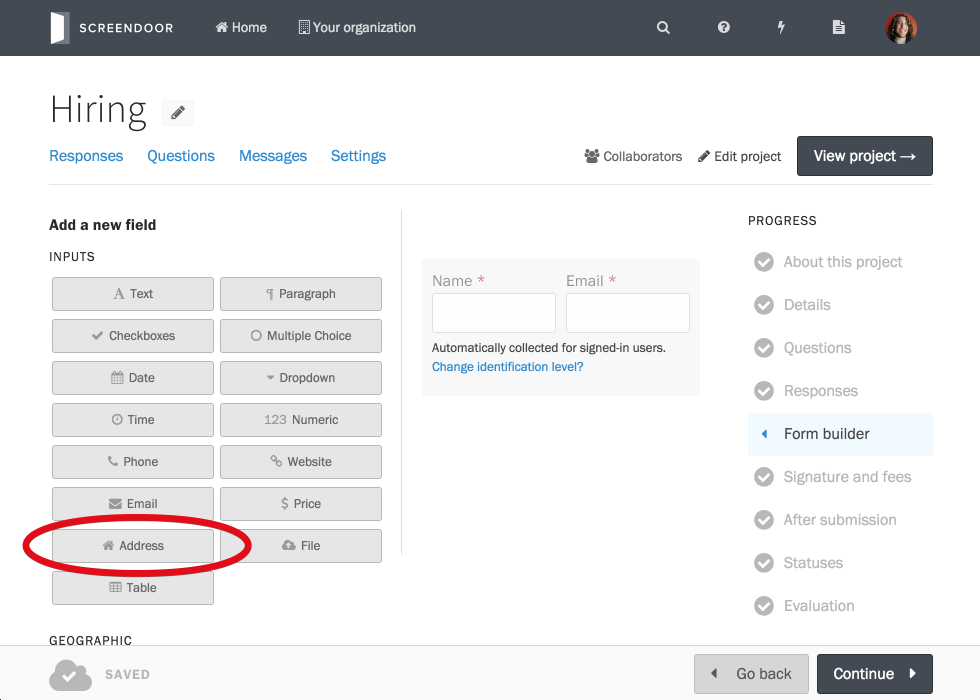 SCREENDOOR
Home
Your organization
Hiring
Responses Questions Messages Settings
Collaborators
Edit project
View project →
Add a new field
INPUTS
A Text
¶ Paragraph
Checkboxes
Multiple Choice
Date
Dropdown
Time
123 Numeric
Phone
Website
Email
$ Price
Address
File
Table
GEOGRAPHIC
Name * Email *
Automatically collected for signed-in users.
Change identification level?
PROGRESS
About this project
Details
Questions
Responses
Form builder
Signature and fees
After submission
Statuses
Evaluation
SAVED
Go back
Continue